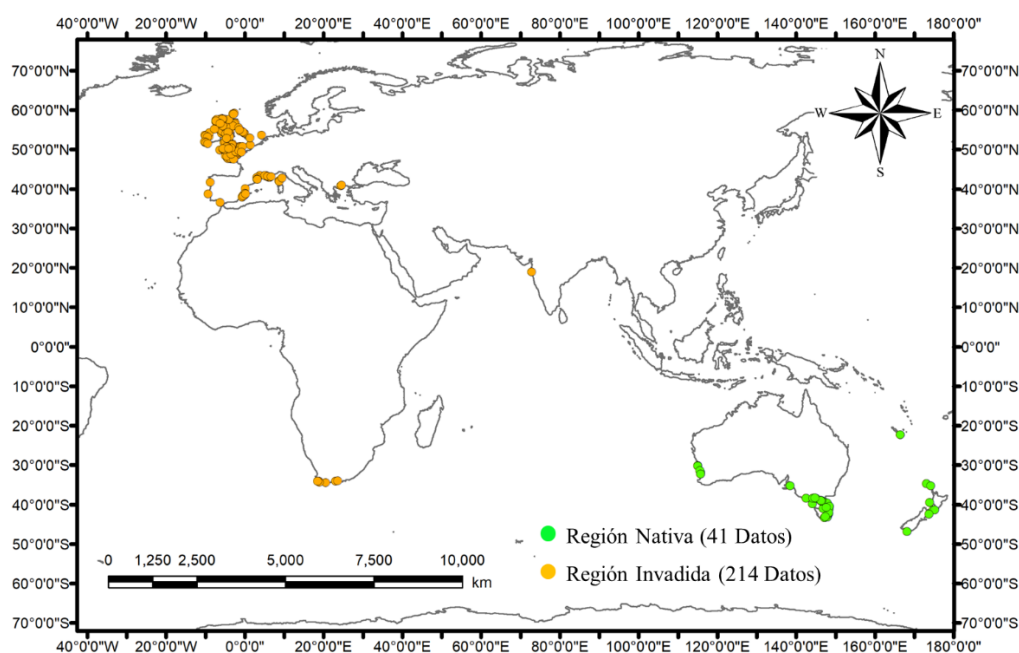 40°0'0"W 20°0'0"W 0°0'0" 20°0'0"E 40°0'0"E 60°0'0"E 80°0'0"E 100°0'0"E 120°0'0"E 140°0'0"E 160°0'0"E 180°0'0"
70°0'0"N 70°0'0"N
N
60°0'0"N 60°0'0"N
W E
50°0'0"N 50°0'0"N
S
40°0'0"N 40°0'0"N
30°0'0"N 30°0'0"N
20°0'0"N 20°0'0"N
10°0'0"N 10°0'0"N
0°0'0" 0°0'0"
10°0'0"S 10°0'0"S
20°0'0"S 20°0'0"S
30°0'0"S 30°0'0"S
40°0'0"S 40°0'0"S
Región Nativa (41 Datos)
50°0'0"S 50°0'0"S
0 1,250 2,500 5,000 7,500 10,000
Región Invadida (214 Datos)
km
60°0'0"S 60°0'0"S
70°0'0"S 70°0'0"S
40°0'0"W 20°0'0"W 0°0'0" 20°0'0"E 40°0'0"E 60°0'0"E 80°0'0"E 100°0'0"E 120°0'0"E 140°0'0"E 160°0'0"E 180°0'0"